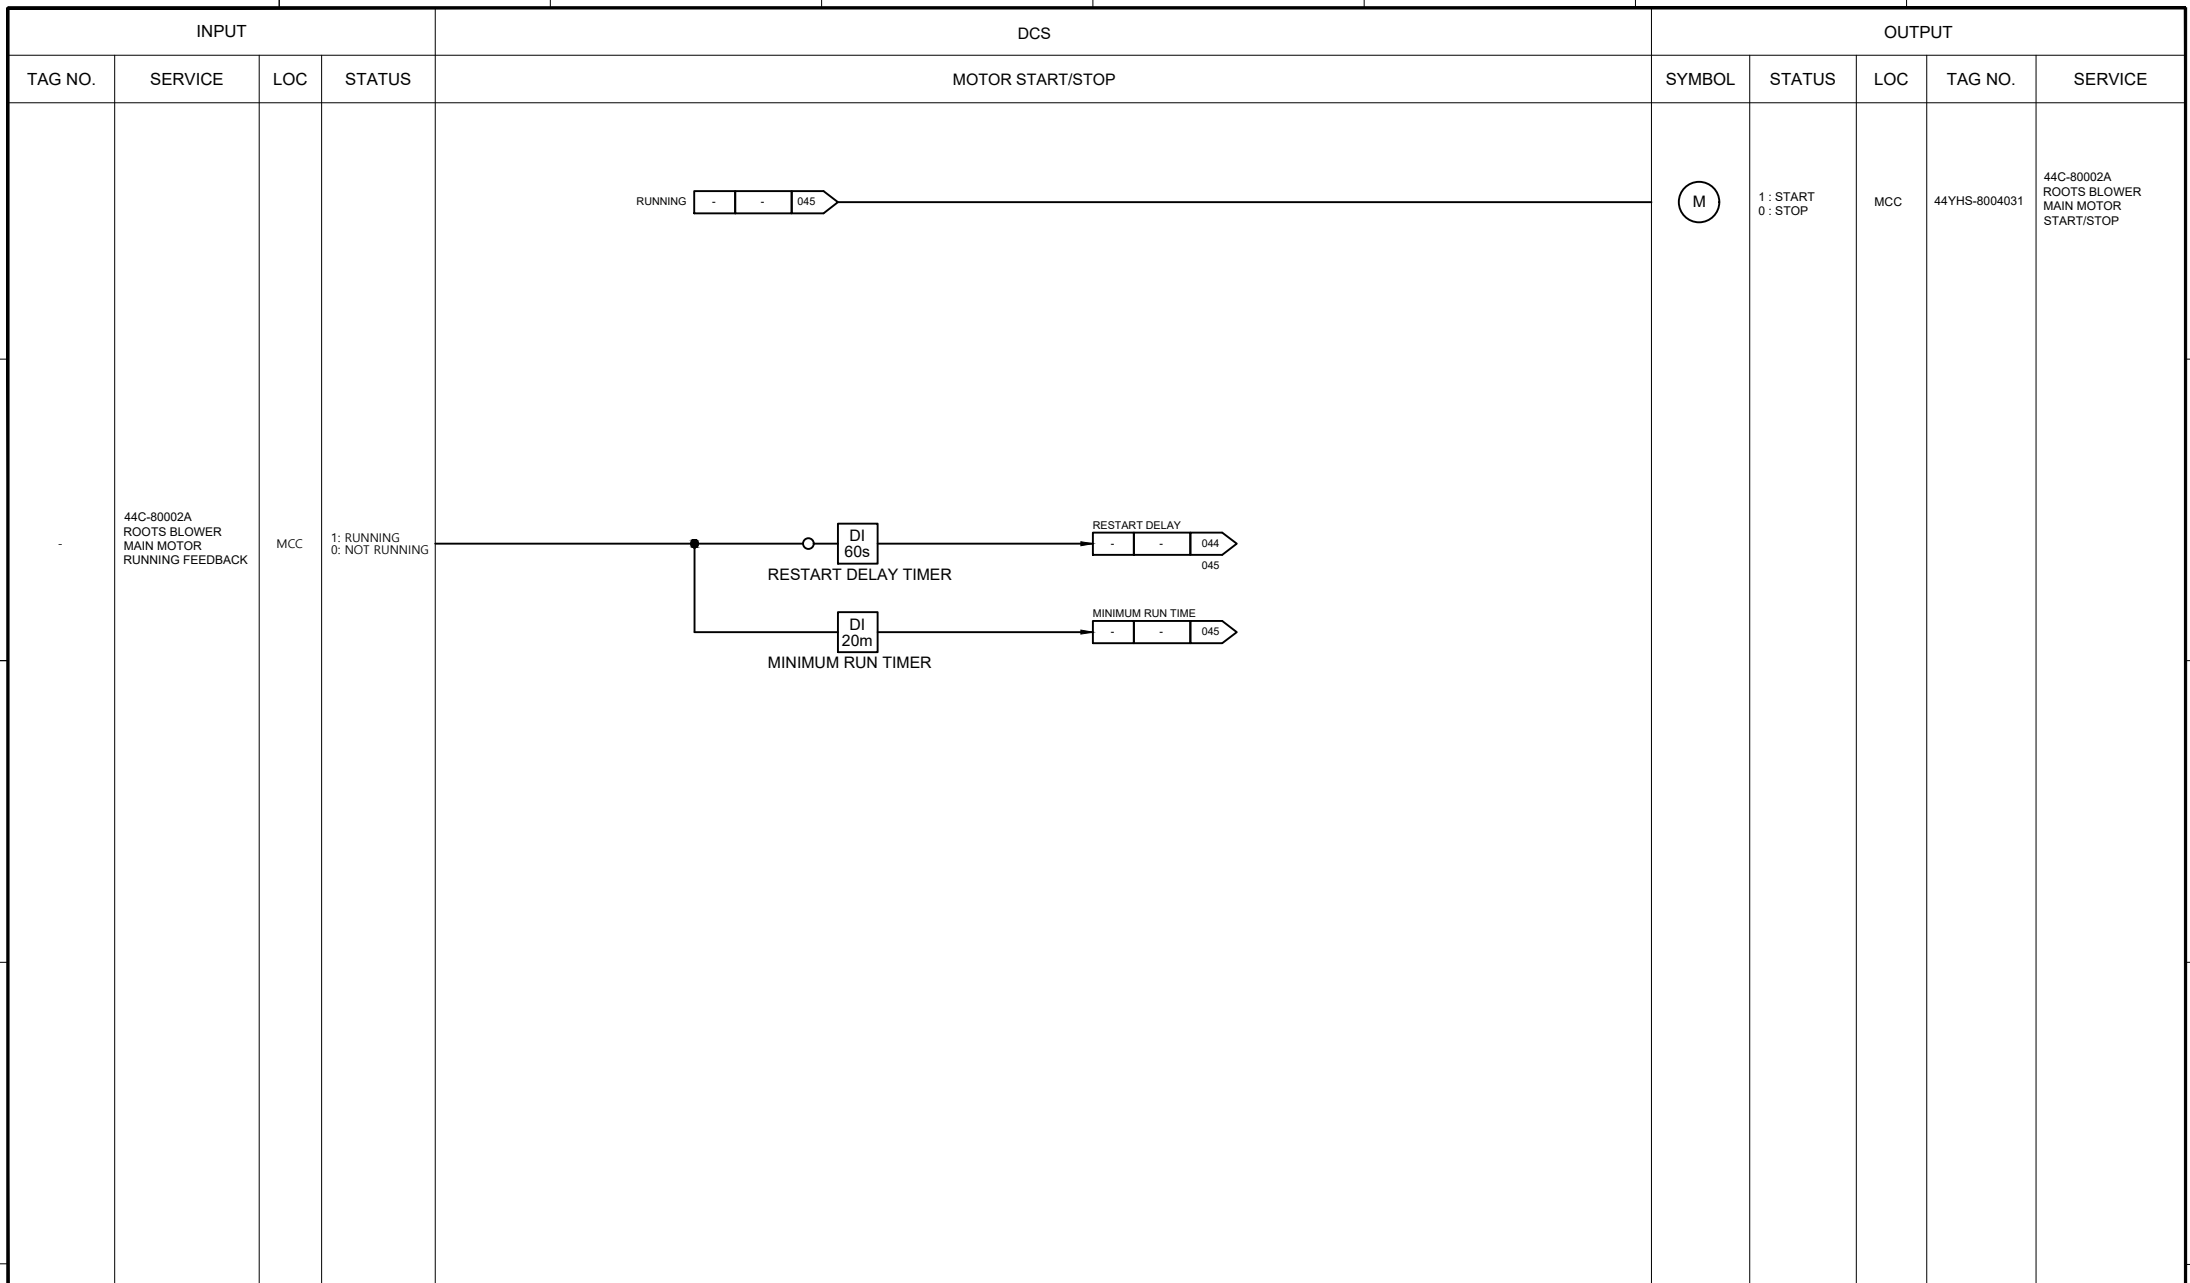 INPUT
DCS
OUTPUT
TAG NO.
SERVICE
LOC
STATUS
MOTOR START/STOP
SYMBOL
STATUS
LOC
TAG NO.
SERVICE
RUNNING
-
-
045
M
1 : START
0 : STOP
MCC
44YHS-8004031
44C-80002A
ROOTS BLOWER
MAIN MOTOR
START/STOP
-
44C-80002A
ROOTS BLOWER
MAIN MOTOR
RUNNING FEEDBACK
MCC
1: RUNNING
0: NOT RUNNING
DI
60s
RESTART DELAY TIMER
RESTART DELAY
-
-
044
045
DI
20m
MINIMUM RUN TIMER
MINIMUM RUN TIME
-
-
045